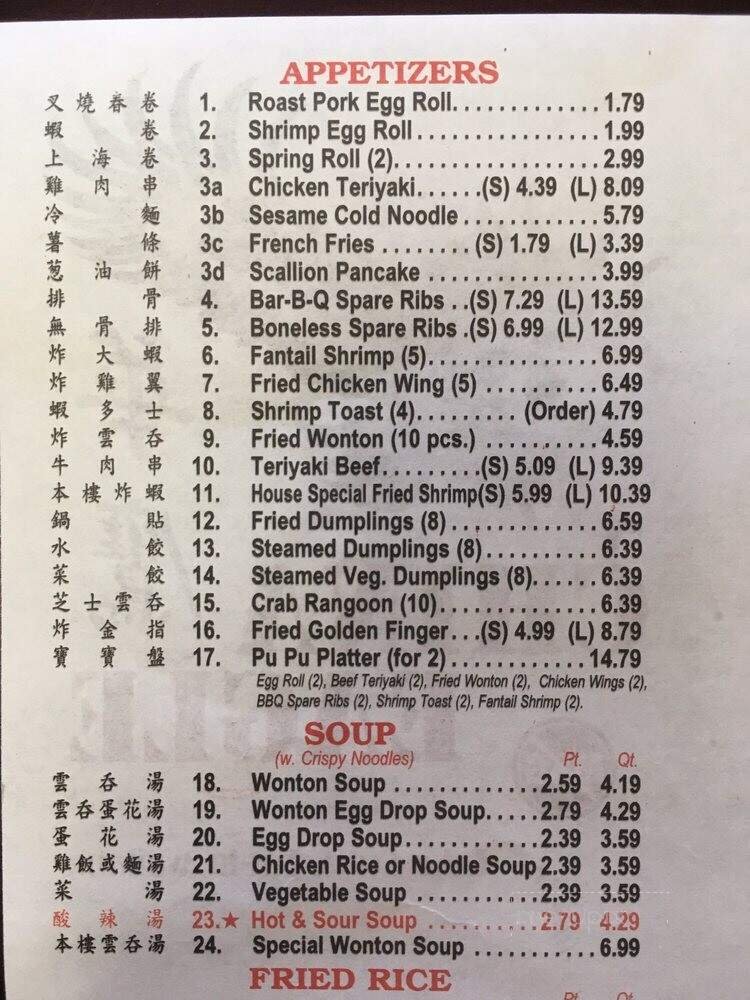 APPETIZERS
叉燒春卷 1. Roast Pork Egg Roll............. 1.79
蝦卷 2. Shrimp Egg Roll................. 1.99
上海卷 3. Spring Roll (2)................... 2.99
雞肉串 3a Chicken Teriyaki......(S) 4.39 (L) 8.09
冷麵 3b Sesame Cold Noodle ............ 5.79
薯條 3c French Fries ........ (S) 1.79 (L) 3.39
葱油餅 3d Scallion Pancake ............... 3.99
排骨 4. Bar-B-Q Spare Ribs ..(S) 7.29 (L) 13.59
無骨排 5. Boneless Spare Ribs .(S) 6.99 (L) 12.99
炸大蝦 6. Fantail Shrimp (5)............... 6.99
炸雞翼 7. Fried Chicken Wing (5) .......... 6.49
蝦多士 8. Shrimp Toast (4)......... (Order) 4.79
炸雲吞 9. Fried Wonton (10 pcs.) .......... 4.59
牛肉串 10. Teriyaki Beef.........(S) 5.09 (L) 9.39
本樓炸蝦 11. House Special Fried Shrimp(S) 5.99 (L) 10.39
鍋貼 12. Fried Dumplings (8) ............. 6.59
水餃 13. Steamed Dumplings (8).......... 6.39
菜餃 14. Steamed Veg. Dumplings (8)...... 6.39
芝士雲吞 15. Crab Rangoon (10).............. 6.39
炸金指 16. Fried Golden Finger...(S) 4.99 (L) 8.79
寶寶盤 17. Pu Pu Platter (for 2) ............ 14.79
Egg Roll (2), Beef Teriyaki (2), Fried Wonton (2), Chicken Wings (2),
BBQ Spare Ribs (2), Shrimp Toast (2), Fantail Shrimp (2).
SOUP
(w. Crispy Noodles) Pt. Qt.
雲吞湯 18. Wonton Soup .............2.59 4.19
雲吞蛋花湯 19. Wonton Egg Drop Soup.....2.79 4.29
蛋花湯 20. Egg Drop Soup............2.39 3.59
雞飯或麵湯 21. Chicken Rice or Noodle Soup 2.39 3.59
菜湯 22. Vegetable Soup ............2.39 3.59
酸辣湯 23.★ Hot & Sour Soup ..........2.79 4.29
本樓雲吞湯 24. Special Wonton Soup ........... 6.99
FRIED RICE
Pt. Qt.